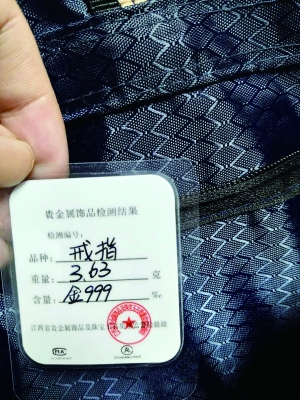 贵金属饰品检测结果
检测编号:
品种: 戒指
重量: 3.63 克
含量: 金999 ‰
江西省贵金属饰品及珠宝
MA